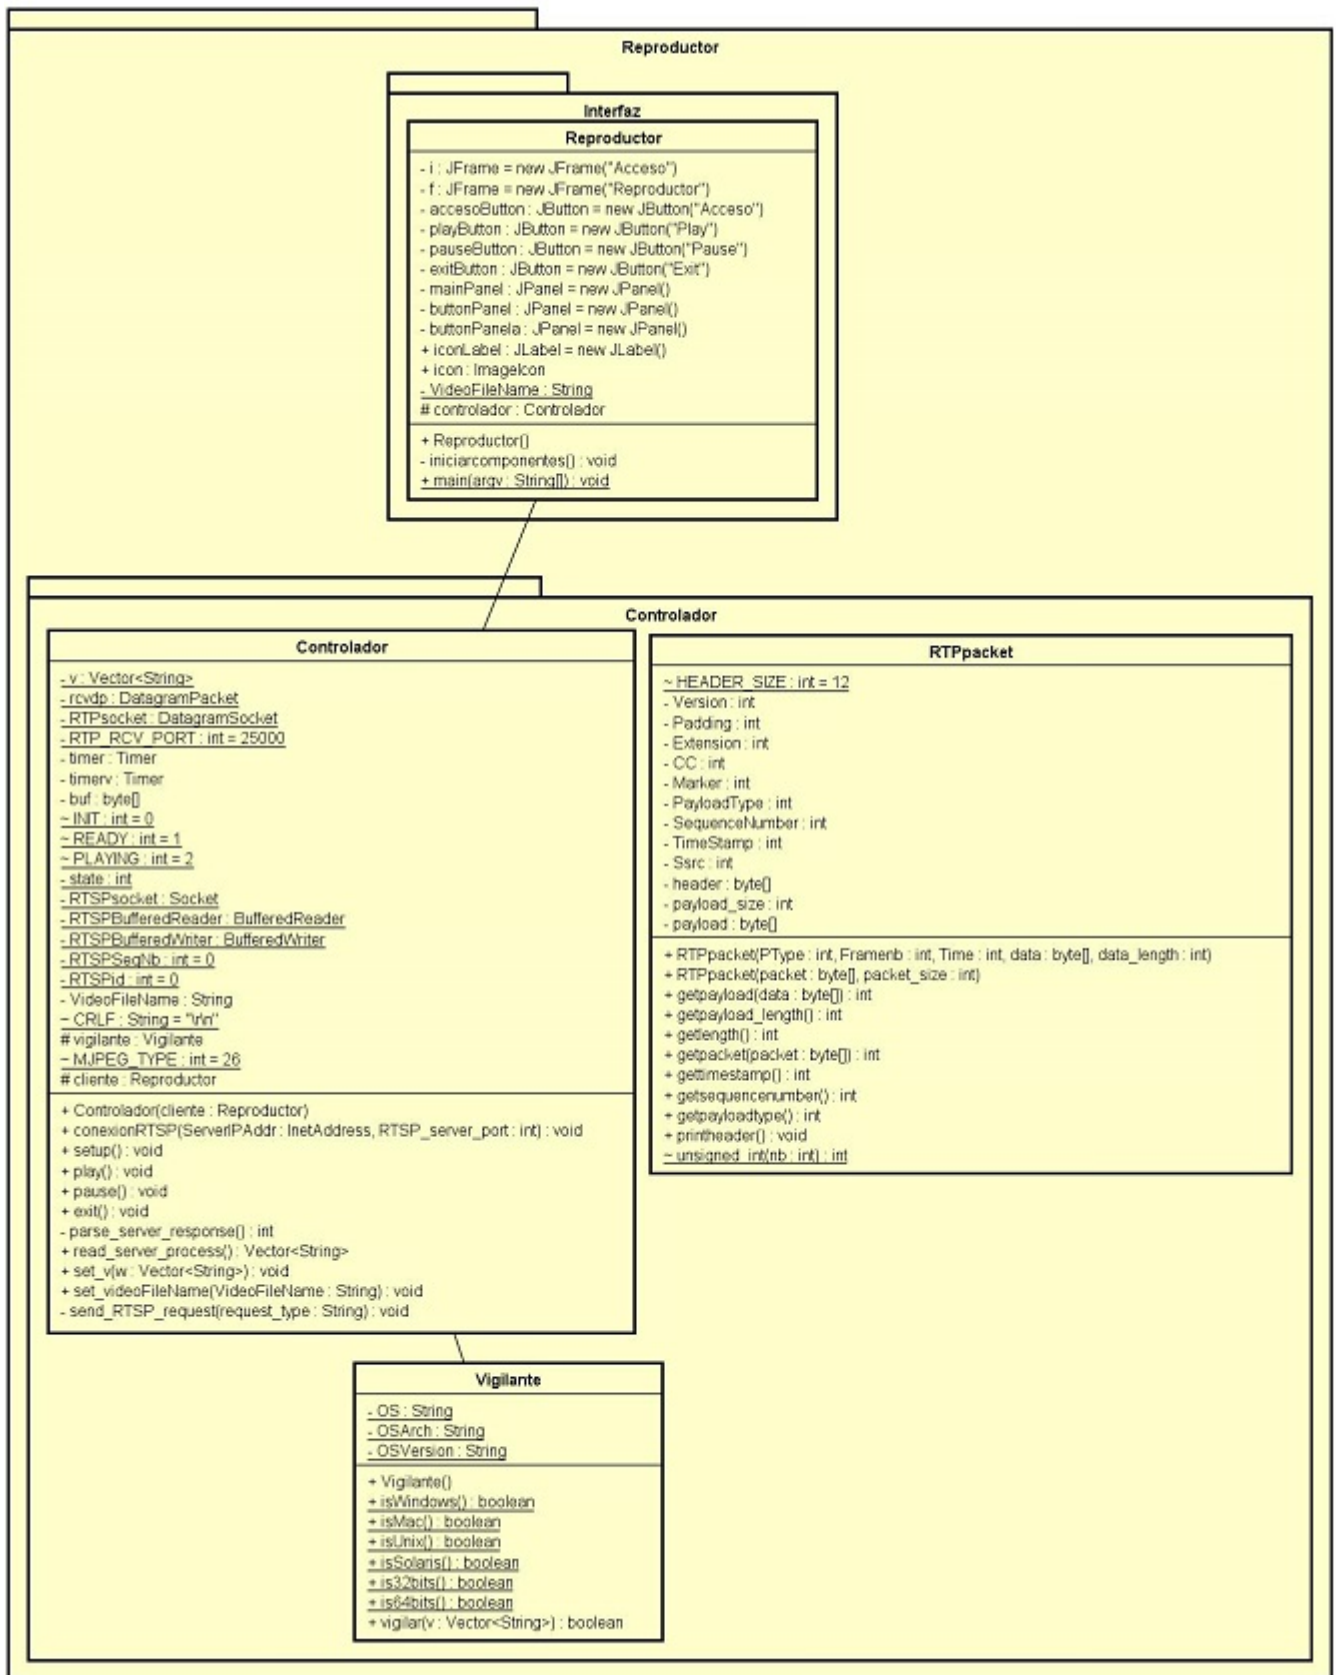 Reproductor
Interfaz
Reproductor
- i : JFrame = new JFrame("Acceso")
- f : JFrame = new JFrame("Reproductor")
- accesoButton : JButton = new JButton("Acceso")
- playButton : JButton = new JButton("Play")
- pauseButton : JButton = new JButton("Pause")
- exitButton : JButton = new JButton("Exit")
- mainPanel : JPanel = new JPanel()
- buttonPanel : JPanel = new JPanel()
- buttonPanela : JPanel = new JPanel()
+ iconLabel : JLabel = new JLabel()
+ icon : ImageIcon
- VideoFileName : String
# controlador : Controlador
+ Reproductor()
- iniciarcomponentes() : void
+ main(argv : String[]) : void
Controlador
Controlador
- v : Vector<String>
- rcvdp : DatagramPacket
- RTPsocket : DatagramSocket
- RTP_RCV_PORT : int = 25000
- timer : Timer
- timerv : Timer
- buf : byte[]
~ INIT : int = 0
~ READY : int = 1
~ PLAYING : int = 2
- state : int
- RTSPsocket : Socket
- RTSPBufferedReader : BufferedReader
- RTSPBufferedWriter : BufferedWriter
- RTSPSeqNb : int = 0
- RTSPid : int = 0
- VideoFileName : String
~ CRLF : String = "\r\n"
# vigilante : Vigilante
~ MJPEG_TYPE : int = 26
# cliente : Reproductor
+ Controlador(cliente : Reproductor)
+ conexionRTSP(ServerIPAddr : InetAddress, RTSP_server_port : int) : void
+ setup() : void
+ play() : void
+ pause() : void
+ exit() : void
- parse_server_response() : int
+ read_server_process() : Vector<String>
+ set_v(w : Vector<String>) : void
+ set_videoFileName(VideoFileName : String) : void
- send_RTSP_request(request_type : String) : void
RTPpacket
~ HEADER_SIZE : int = 12
- Version : int
- Padding : int
- Extension : int
- CC : int
- Marker : int
- PayloadType : int
- SequenceNumber : int
- TimeStamp : int
- Ssrc : int
- header : byte[]
- payload_size : int
- payload : byte[]
+ RTPpacket(PType : int, Framenb : int, Time : int, data : byte[], data_length : int)
+ RTPpacket(packet : byte[], packet_size : int)
+ getpayload(data : byte[]) : int
+ getpayload_length() : int
+ getlength() : int
+ getpacket(packet : byte[]) : int
+ gettimestamp() : int
+ getsequencenumber() : int
+ getpayloadtype() : int
+ printheader() : void
~ unsigned_int(nb : int) : int
Vigilante
- OS : String
- OSArch : String
- OSVersion : String
+ Vigilante()
+ isWindows() : boolean
+ isMac() : boolean
+ isUnix() : boolean
+ isSolaris() : boolean
+ is32bits() : boolean
+ is64bits() : boolean
+ vigilar(v : Vector<String>) : boolean